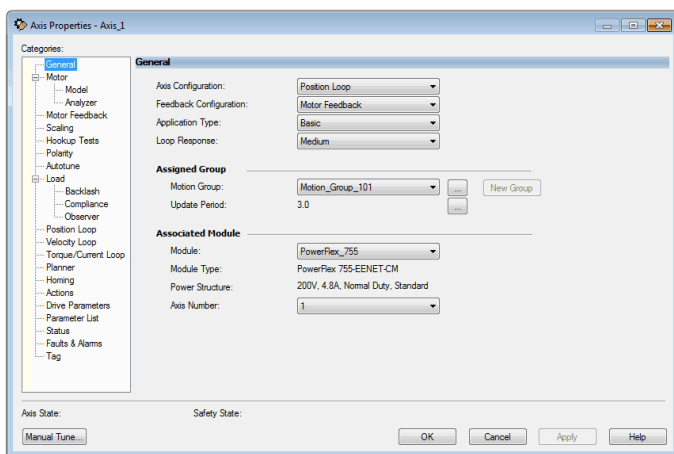 Axis Properties - Axis_1
Categories:
General
Motor
Model
Analyzer
Motor Feedback
Scaling
Hookup Tests
Polarity
Autotune
Load
Backlash
Compliance
Observer
Position Loop
Velocity Loop
Torque/Current Loop
Planner
Homing
Actions
Drive Parameters
Parameter List
Status
Faults & Alarms
Tag
General
Axis Configuration: Position Loop
Feedback Configuration: Motor Feedback
Application Type: Basic
Loop Response: Medium
Assigned Group
Motion Group: Motion_Group_101 ... New Group
Update Period: 3.0 ...
Associated Module
Module: PowerFlex_755
Module Type: PowerFlex 755-EENET-CM
Power Structure: 200V, 4.8A, Normal Duty, Standard
Axis Number: 1
Axis State: Safety State:
Manual Tune... OK Cancel Apply Help